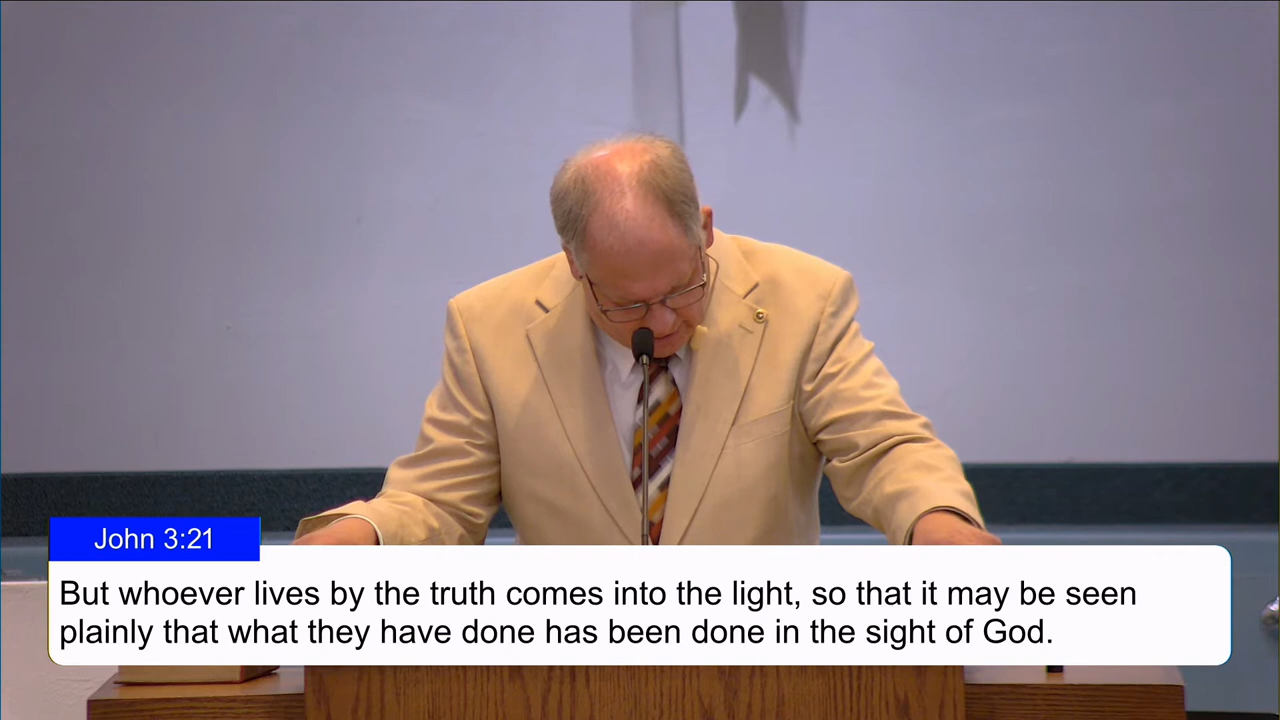 John 3:21
But whoever lives by the truth comes into the light, so that it may be seen
plainly that what they have done has been done in the sight of God.